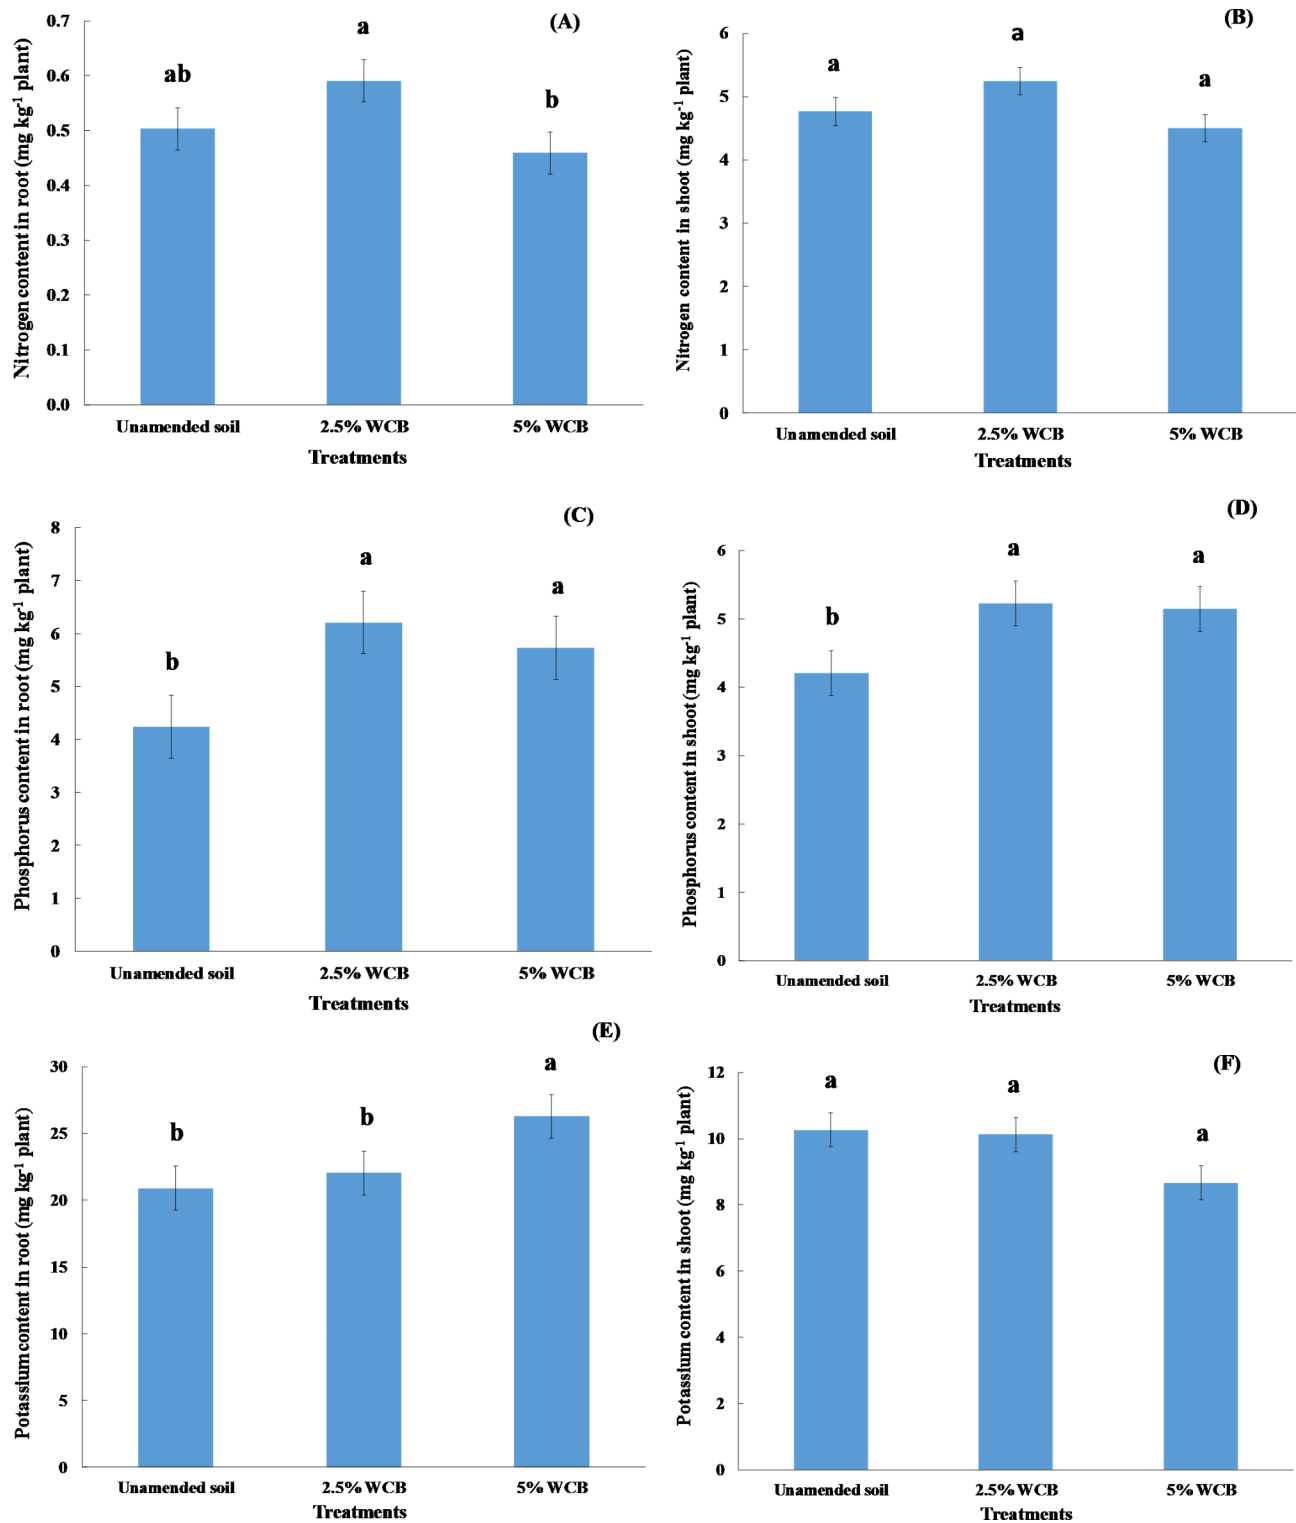 (A)
Nitrogen content in root (mg kg⁻¹ plant)
0.7
0.6
0.5
0.4
0.3
0.2
0.1
0.0
ab
a
b
Unamended soil
2.5% WCB
5% WCB
Treatments
(B)
Nitrogen content in shoot (mg kg⁻¹ plant)
6
5
4
3
2
1
0
a
a
a
Unamended soil
2.5% WCB
5% WCB
Treatments
(C)
Phosphorus content in root (mg kg⁻¹ plant)
8
7
6
5
4
3
2
1
0
b
a
a
Unamended soil
2.5% WCB
5% WCB
Treatments
(D)
Phosphorus content in shoot (mg kg⁻¹ plant)
6
5
4
3
2
1
0
b
a
a
Unamended soil
2.5% WCB
5% WCB
Treatments
(E)
Potassium content in root (mg kg⁻¹ plant)
30
25
20
15
10
5
0
b
b
a
Unamended soil
2.5% WCB
5% WCB
Treatments
(F)
Potassium content in shoot (mg kg⁻¹ plant)
12
10
8
6
4
2
0
a
a
a
Unamended soil
2.5% WCB
5% WCB
Treatments